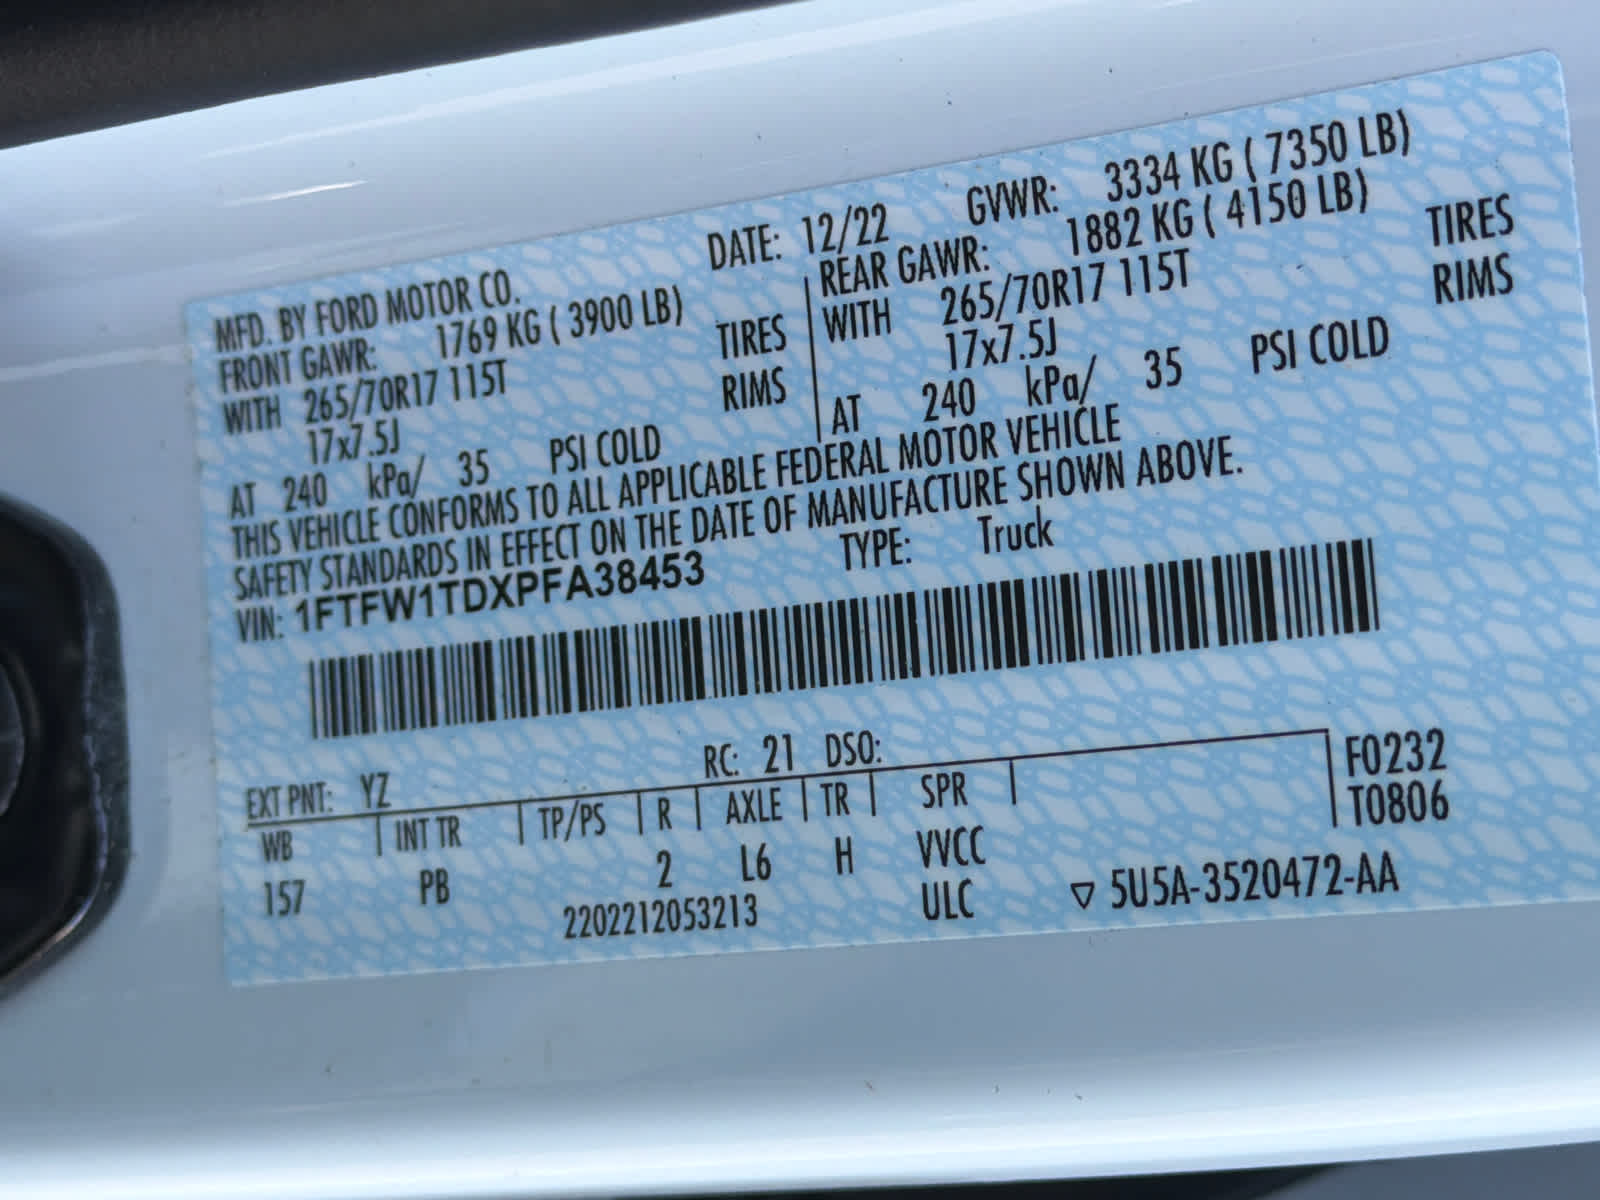 MFD. BY FORD MOTOR CO. DATE: 12/22 GVWR: 3334 KG ( 7350 LB)
FRONT GAWR: 1769 KG ( 3900 LB) REAR GAWR: 1882 KG ( 4150 LB)
WITH 265/70R17 115T TIRES WITH 265/70R17 115T TIRES
17x7.5J RIMS 17x7.5J RIMS
AT 240 kPa/ 35 PSI COLD AT 240 kPa/ 35 PSI COLD
THIS VEHICLE CONFORMS TO ALL APPLICABLE FEDERAL MOTOR VEHICLE
SAFETY STANDARDS IN EFFECT ON THE DATE OF MANUFACTURE SHOWN ABOVE.
VIN: 1FTFW1TDXPFA38453 TYPE: Truck
EXT PNT: YZ RC: 21 DSO: F0232
WB INT TR TP/PS R AXLE TR SPR T0806
157 PB 2 L6 H VVCC
2202212053213 ULC ▽ 5U5A-3520472-AA